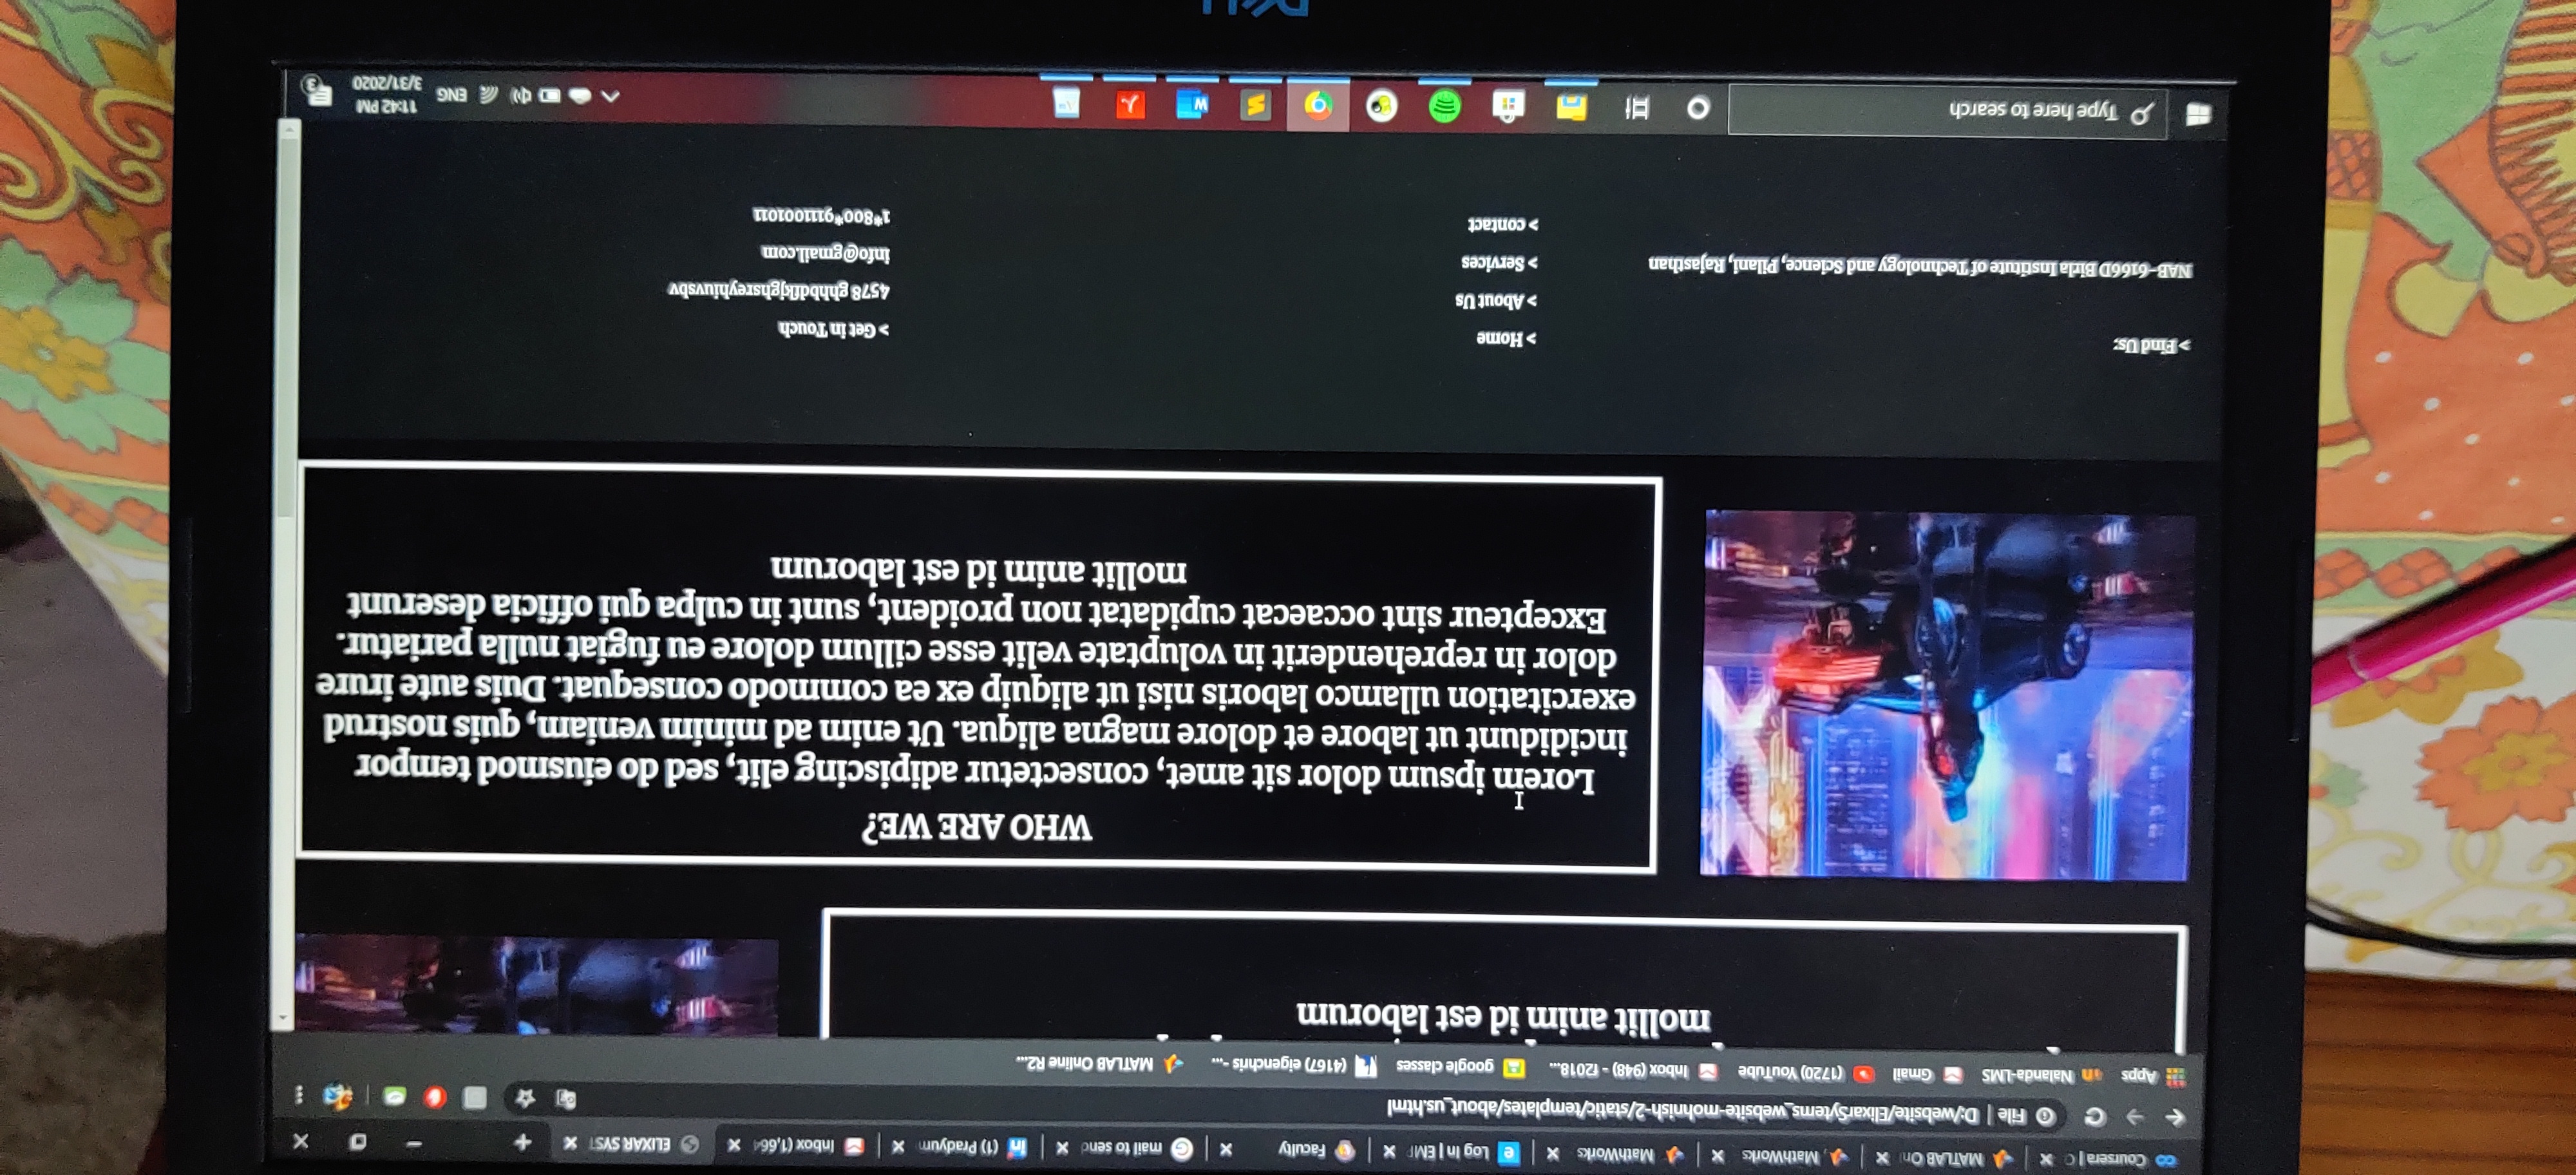 Coursera | C
MATLAB On
MathWorks
MathWorks
Log In | EMP
Faculty
mail to send
(1) Pradyum
Inbox (1,664
ELIXAR SYST
File | D:/website/ElixarSytems_website-mohnish-2/static/templates/about_us.html
Apps
Nalanda-LMS
Gmail
(1720) YouTube
Inbox (948) - f2018...
google classes
(4167) eigenchris -...
MATLAB Online R2...
mollit anim id est laborum
WHO ARE WE?
Lorem ipsum dolor sit amet, consectetur adipiscing elit, sed do eiusmod tempor
incididunt ut labore et dolore magna aliqua. Ut enim ad minim veniam, quis nostrud
exercitation ullamco laboris nisi ut aliquip ex ea commodo consequat. Duis aute irure
dolor in reprehenderit in voluptate velit esse cillum dolore eu fugiat nulla pariatur.
Excepteur sint occaecat cupidatat non proident, sunt in culpa qui officia deserunt
mollit anim id est laborum
> Find Us:
NAB-6166D Birla Institute of Technology and Science, Pilani, Rajasthan
> Home
> About Us
> Services
> contact
> Get in Touch
4578 ghhbdfkjghsreyhiuvsbv
info@gmail.com
1*800*9111001011
Type here to search
ENG
11:42 PM
3/31/2020
3
DELL